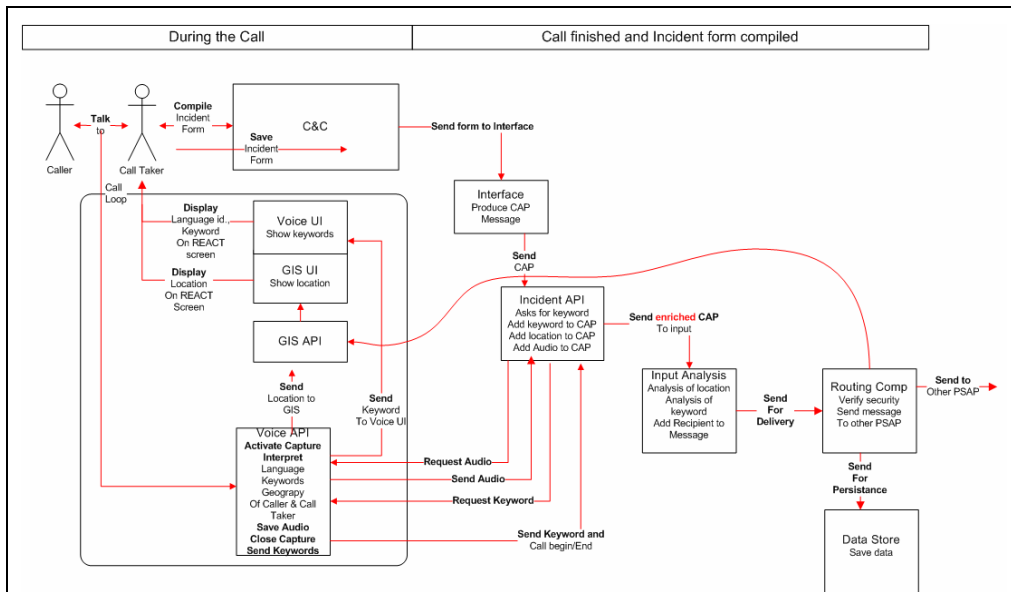 During the Call
Call finished and Incident form compiled
Caller
Talk
to
Call Taker
Compile
Incident
Form
C&C
Save
Incident
Form
Send form to Interface
Interface
Produce CAP
Message
Send
CAP
Call
Loop
Display
Language id.,
Keyword
On REACT
screen
Voice UI
Show keywords
Display
Location
On REACT
Screen
GIS UI
Show location
GIS API
Send
Location to
GIS
Send
Keyword
To Voice UI
Voice API
Activate Capture
Interpret
Language
Keywords
Geograpy
Of Caller & Call
Taker
Save Audio
Close Capture
Send Keywords
Incident API
Asks for keyword
Add keyword to CAP
Add location to CAP
Add Audio to CAP
Request Audio
Send Audio
Request Keyword
Send Keyword and
Call begin/End
Send enriched CAP
To input
Input Analysis
Analysis of location
Analysis of
keyword
Add Recipient to
Message
Send
For
Delivery
Routing Comp
Verify security
Send message
To other PSAP
Send to
Other PSAP
Send
For
Persistance
Data Store
Save data